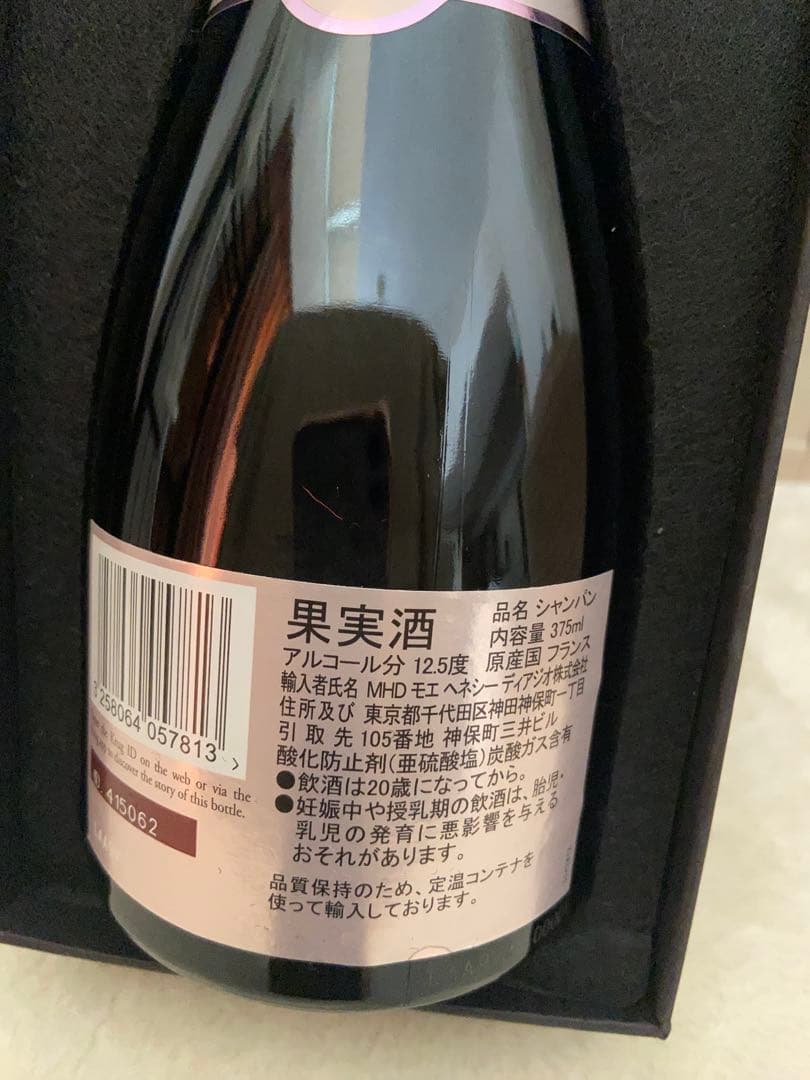 果実酒
品名 シャンパン
内容量 375ml
アルコール分 12.5度 原産国 フランス
輸入者氏名 MHD モエ ヘネシー ディアジオ株式会社
住所及び 東京都千代田区神田神保町一丁目
引取先 105番地 神保町三井ビル
酸化防止剤(亜硫酸塩)炭酸ガス含有
●飲酒は20歳になってから。
●妊娠中や授乳期の飲酒は、胎児・
乳児の発育に悪影響を与える
おそれがあります。
品質保持のため、定温コンテナを
使って輸入しております。
3 258064 057813 >
the Krug ID on the web or via the
to discover the story of this bottle.
ID 415062